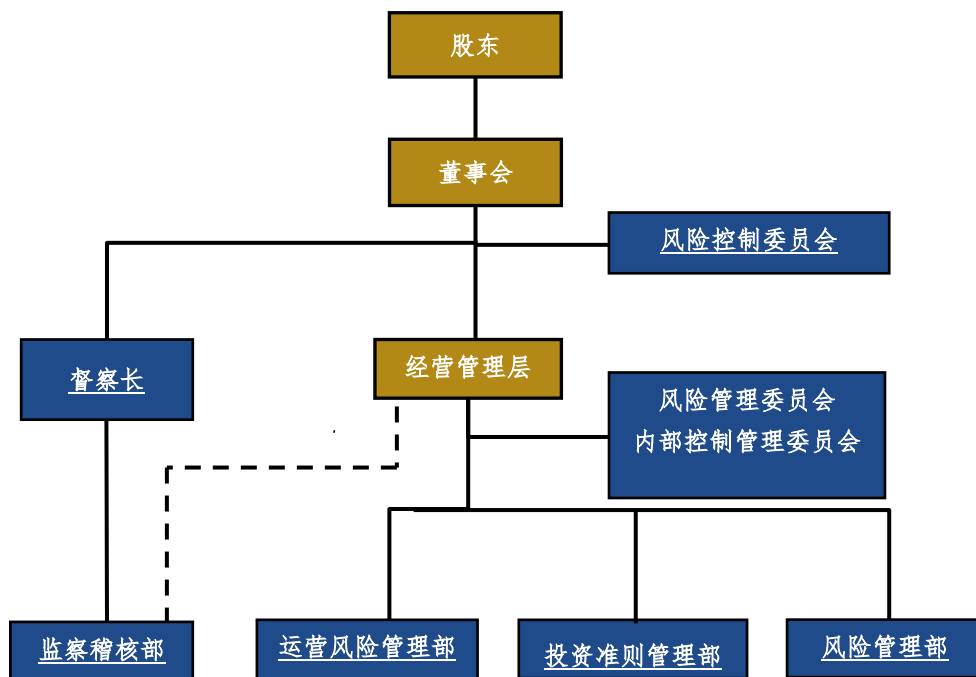 股东
董事会
风险控制委员会
督察长
经营管理层
风险管理委员会
内部控制管理委员会
监察稽核部
运营风险管理部
投资准则管理部
风险管理部